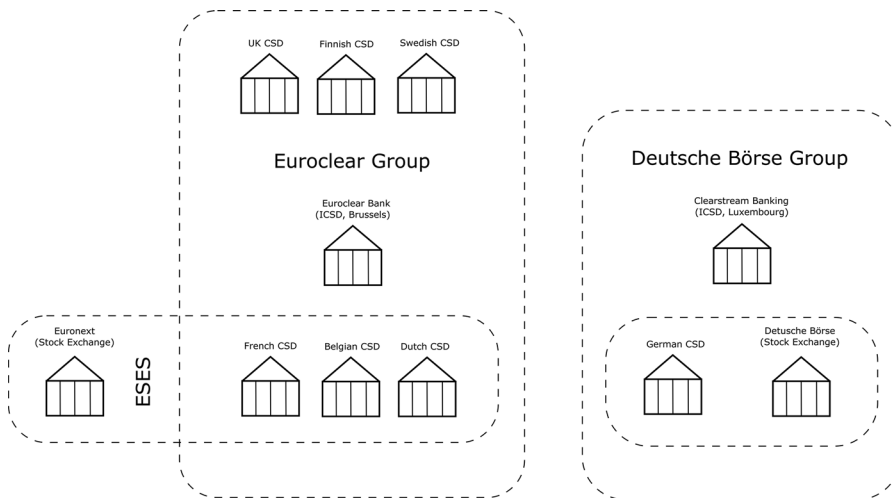 UK CSD
Finnish CSD
Swedish CSD
Euroclear Group
Euroclear Bank
(ICSD, Brussels)
Euronext
(Stock Exchange)
ESES
French CSD
Belgian CSD
Dutch CSD
Deutsche Börse Group
Clearstream Banking
(ICSD, Luxembourg)
German CSD
Detusche Börse
(Stock Exchange)